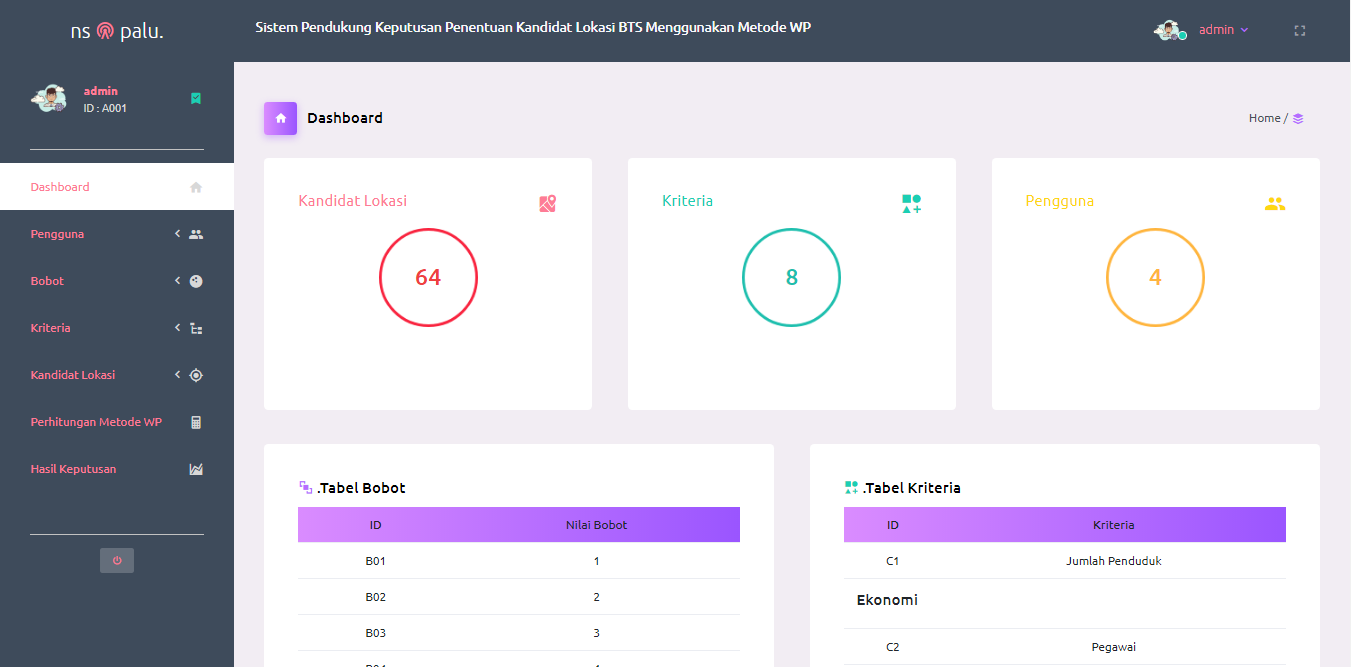 ns palu.
Sistem Pendukung Keputusan Penentuan Kandidat Lokasi BTS Menggunakan Metode WP
admin
admin
ID : A001
Dashboard
Pengguna
Bobot
Kriteria
Kandidat Lokasi
Perhitungan Metode WP
Hasil Keputusan
Dashboard
Home /
Kandidat Lokasi
64
Kriteria
8
Pengguna
4
.Tabel Bobot
ID Nilai Bobot
B01 1
B02 2
B03 3
.Tabel Kriteria
ID Kriteria
C1 Jumlah Penduduk
Ekonomi
C2 Pegawai